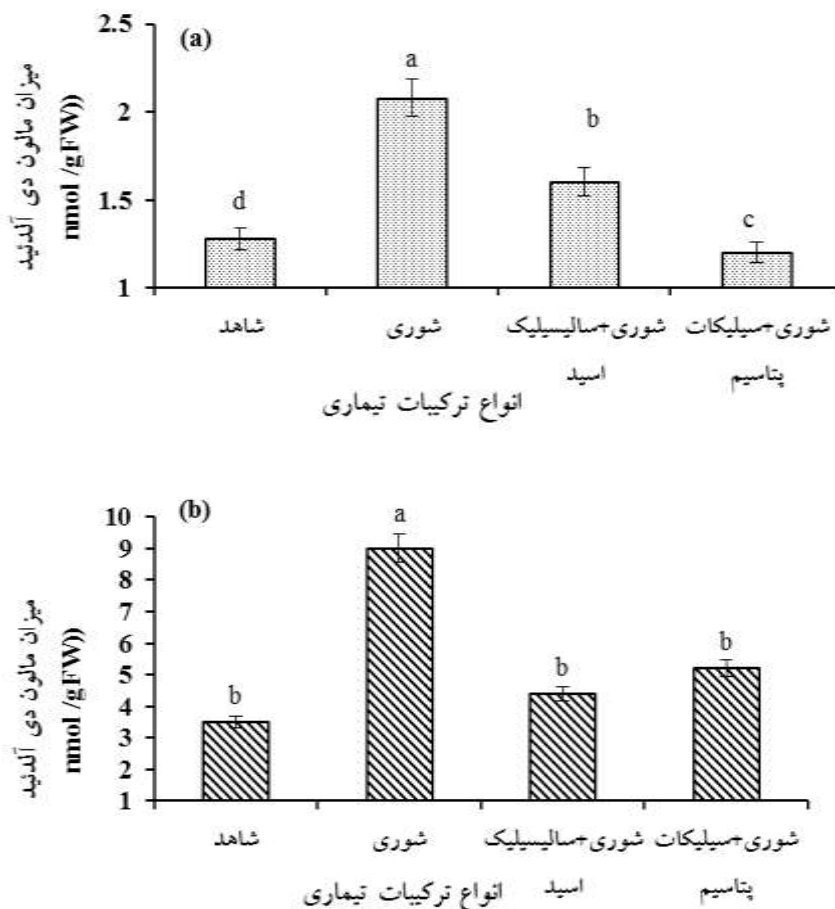 (a)
میزان مالون دی آلدئید
nmol /gFW))
2.5
2
1.5
1
d
a
b
c
شاهد
شوری
شوری+سالیسیلیک
اسید
شوری+سیلیکات
پتاسیم
انواع ترکیبات تیماری
(b)
میزان مالون دی آلدئید
nmol /gFW))
10
9
8
7
6
5
4
3
2
1
b
a
b
b
شاهد
شوری
شوری+سالیسیلیک
اسید
شوری+سیلیکات
پتاسیم
انواع ترکیبات تیماری